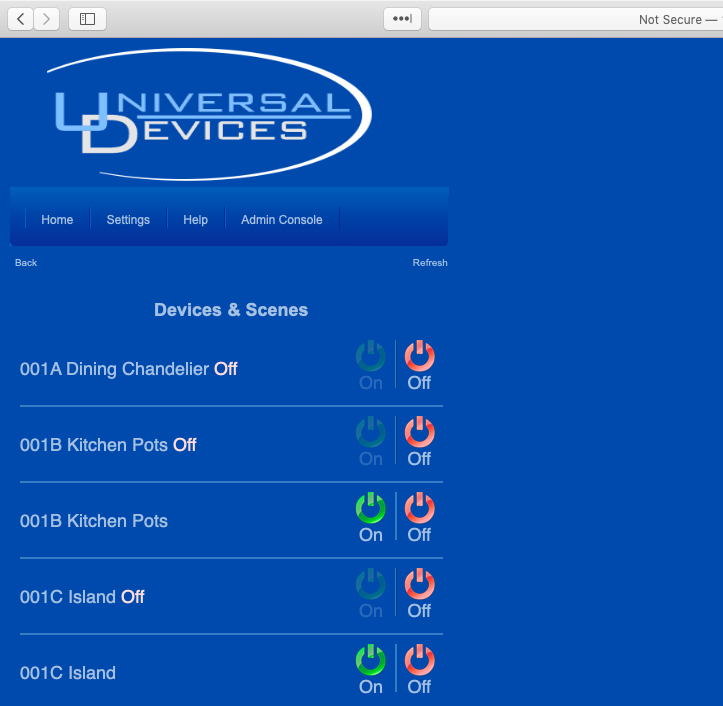 Not Secure —
UNIVERSAL
DEVICES
Home Settings Help Admin Console
Back Refresh
Devices & Scenes
001A Dining Chandelier Off On Off
001B Kitchen Pots Off On Off
001B Kitchen Pots On Off
001C Island Off On Off
001C Island On Off